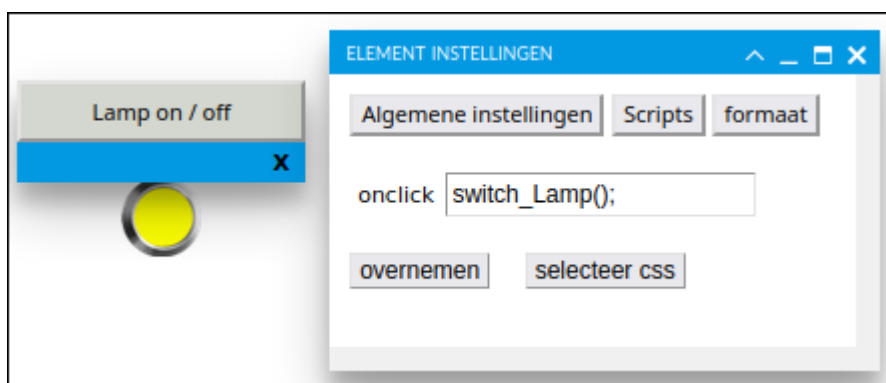 ELEMENT INSTELLINGEN
Lamp on / off
X
Algemene instellingen Scripts formaat
onclick switch_Lamp();
overnemen selecteer css